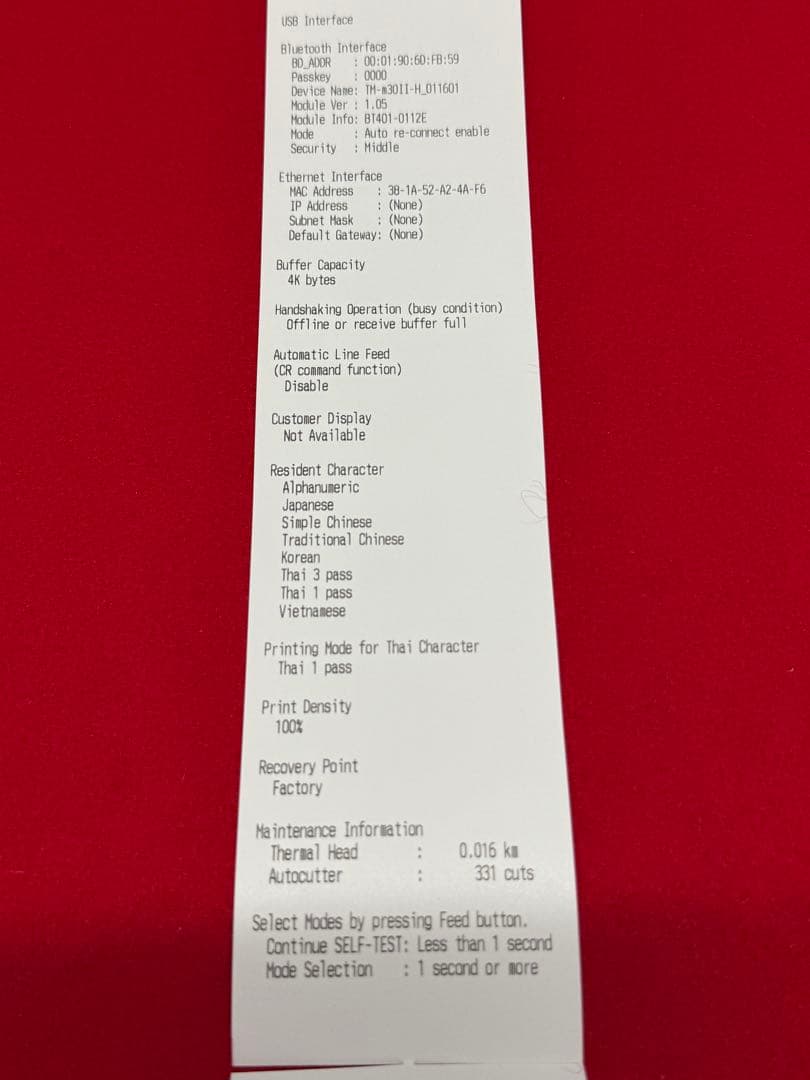 USB Interface
Bluetooth Interface
BD_ADDR : 00:01:90:60:FB:59
Passkey : 0000
Device Name: TM-m30II-H_011601
Module Ver : 1.05
Module Info: BT401-0112E
Mode : Auto re-connect enable
Security : Middle
Ethernet Interface
MAC Address : 38-1A-52-A2-4A-F6
IP Address : (None)
Subnet Mask : (None)
Default Gateway: (None)
Buffer Capacity
4K bytes
Handshaking Operation (busy condition)
Offline or receive buffer full
Automatic Line Feed
(CR command function)
Disable
Customer Display
Not Available
Resident Character
Alphanumeric
Japanese
Simple Chinese
Traditional Chinese
Korean
Thai 3 pass
Thai 1 pass
Vietnamese
Printing Mode for Thai Character
Thai 1 pass
Print Density
100%
Recovery Point
Factory
Maintenance Information
Thermal Head : 0.016 km
Autocutter : 331 cuts
Select Modes by pressing Feed button.
Continue SELF-TEST: Less than 1 second
Mode Selection : 1 second or more